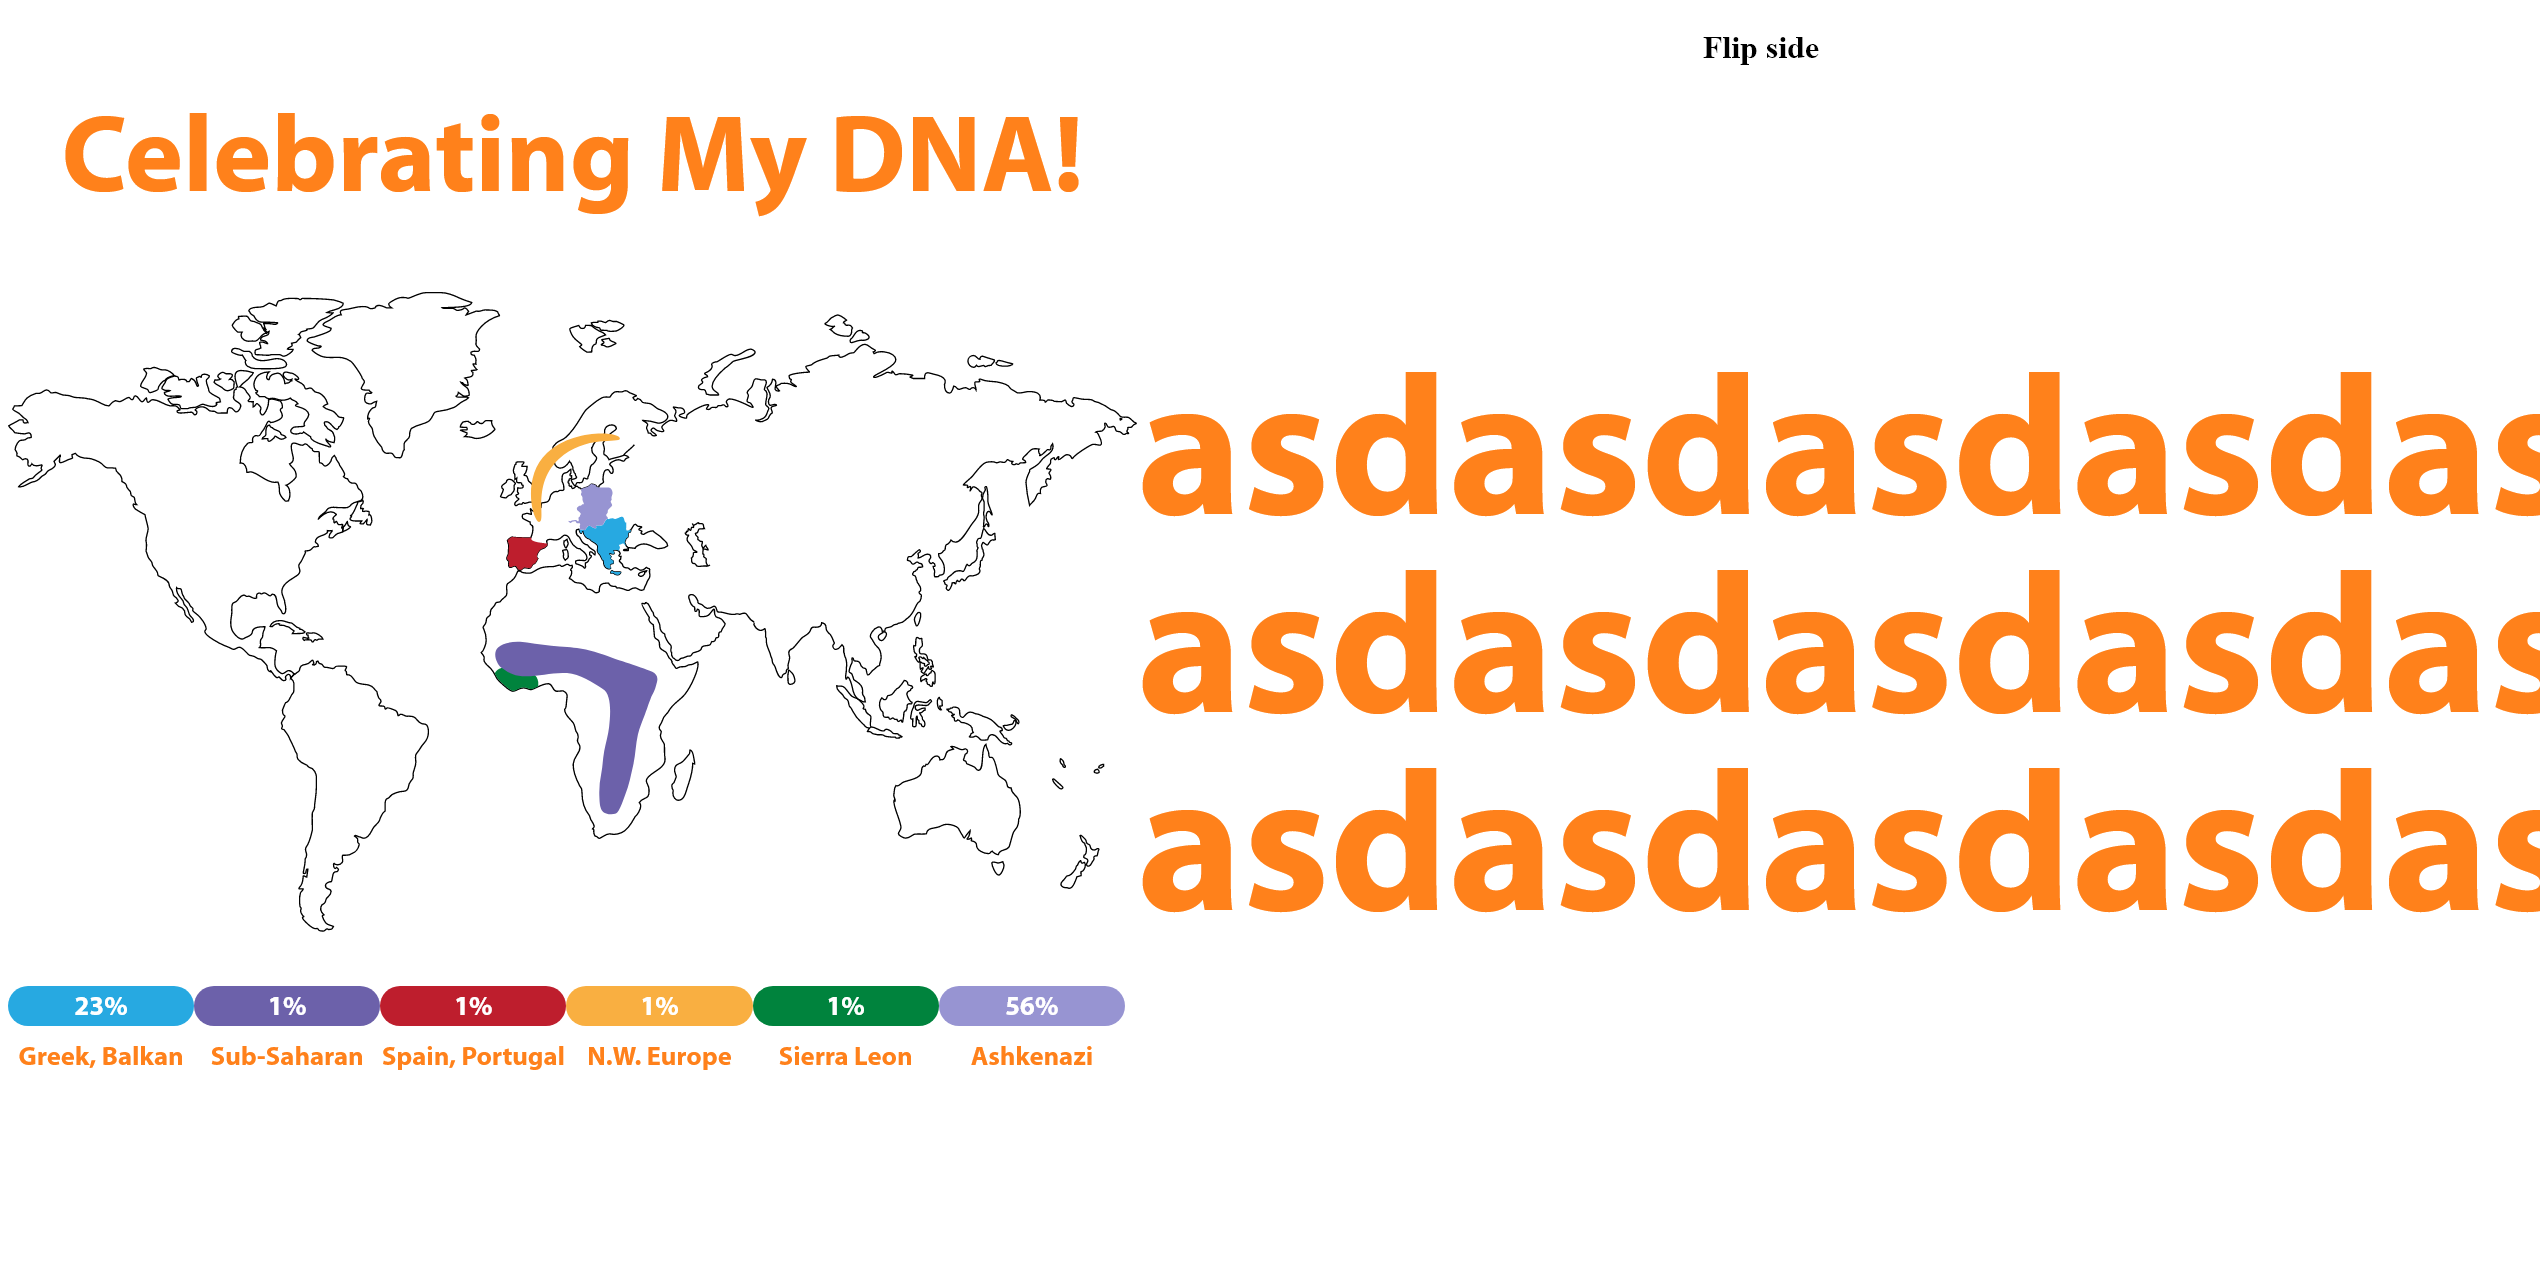 Flip side
Celebrating My DNA!
asdasdasdasdas
asdasdasdasdas
asdasdasdasdas
23% 1% 1% 1% 1% 56%
Greek, Balkan Sub-Saharan Spain, Portugal N.W. Europe Sierra Leon Ashkenazi